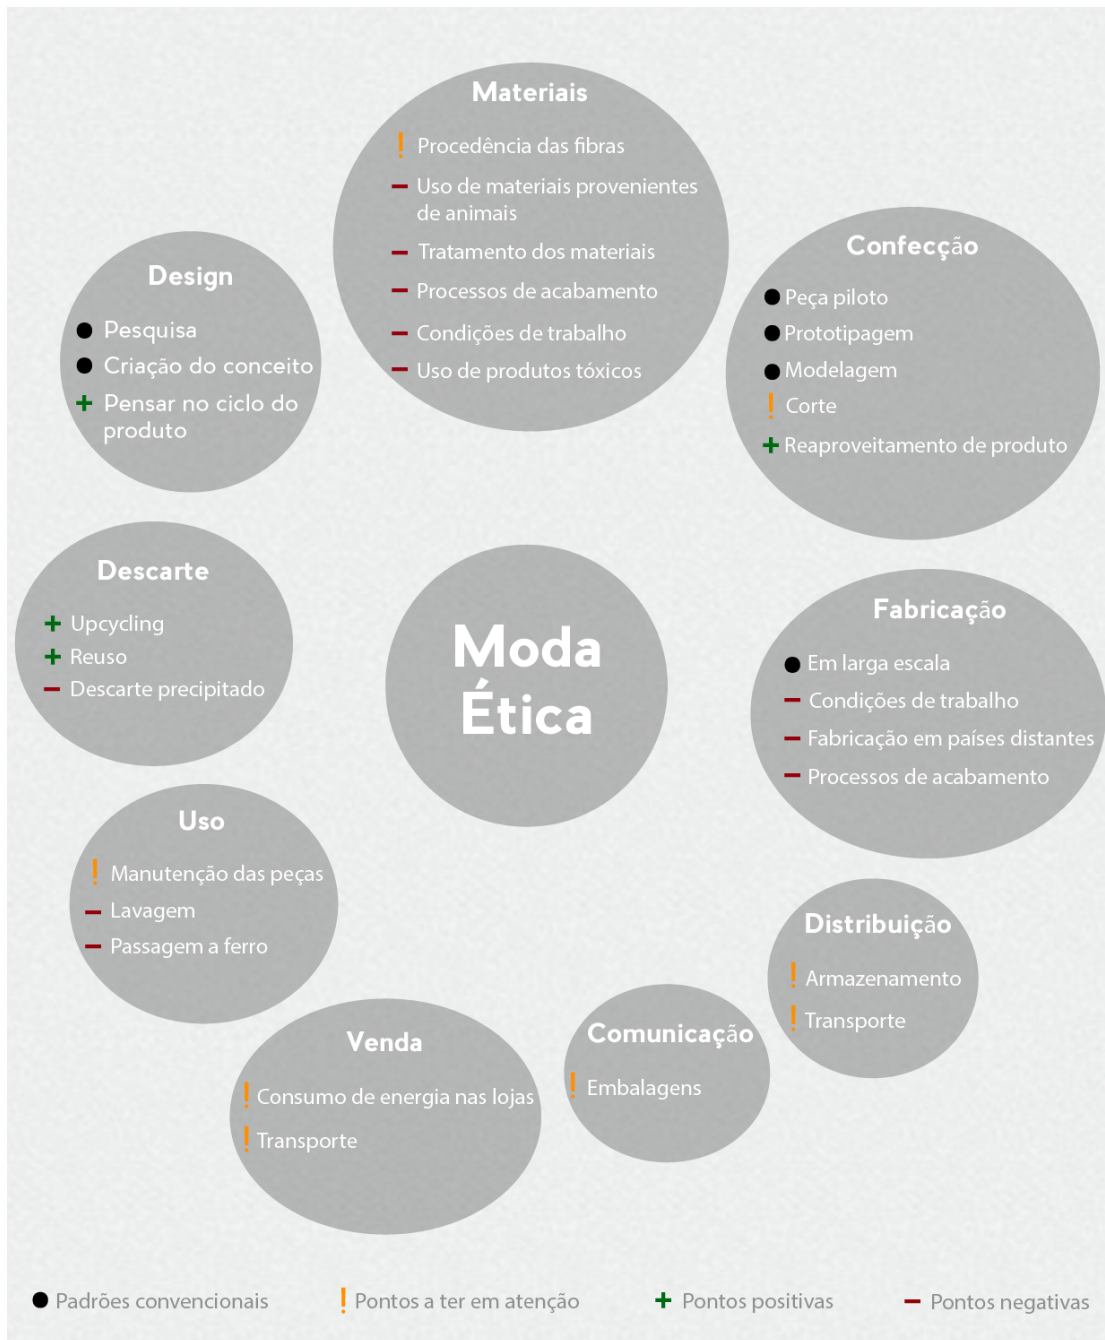 Materiais
! Procedência das fibras
− Uso de materiais provenientes
de animais
− Tratamento dos materiais
− Processos de acabamento
− Condições de trabalho
− Uso de produtos tóxicos
Confecção
● Peça piloto
● Prototipagem
● Modelagem
! Corte
+ Reaproveitamento de produto
Design
● Pesquisa
● Criação do conceito
+ Pensar no ciclo do
produto
Descarte
+ Upcycling
+ Reuso
− Descarte precipitado
Moda
Ética
Fabricação
● Em larga escala
− Condições de trabalho
− Fabricação em países distantes
− Processos de acabamento
Uso
! Manutenção das peças
− Lavagem
− Passagem a ferro
Distribuição
! Armazenamento
! Transporte
Comunicação
! Embalagens
Venda
! Consumo de energia nas lojas
! Transporte
● Padrões convencionais
! Pontos a ter em atenção
+ Pontos positivas
− Pontos negativas